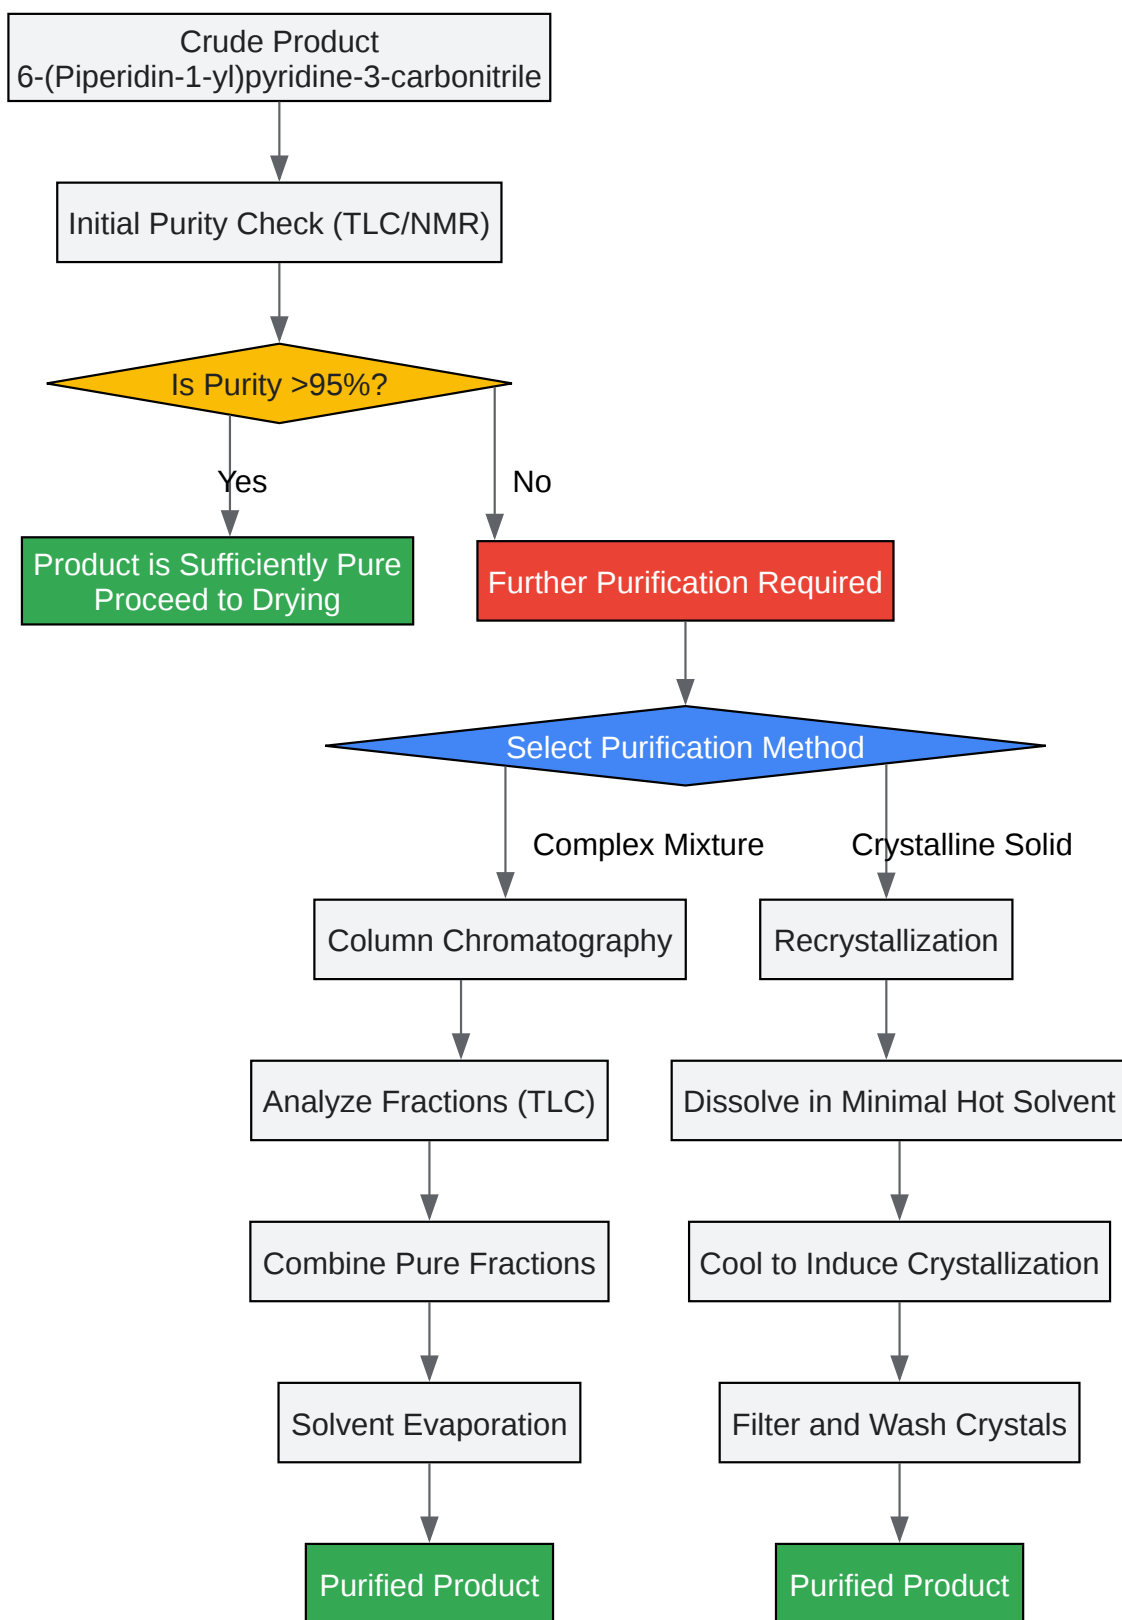 Crude Product
6-(Piperidin-1-yl)pyridine-3-carbonitrile
Initial Purity Check (TLC/NMR)
Is Purity >95%?
Yes
No
Product is Sufficiently Pure
Proceed to Drying
Further Purification Required
Select Purification Method
Complex Mixture
Crystalline Solid
Column Chromatography
Recrystallization
Analyze Fractions (TLC)
Dissolve in Minimal Hot Solvent
Combine Pure Fractions
Cool to Induce Crystallization
Solvent Evaporation
Filter and Wash Crystals
Purified Product
Purified Product